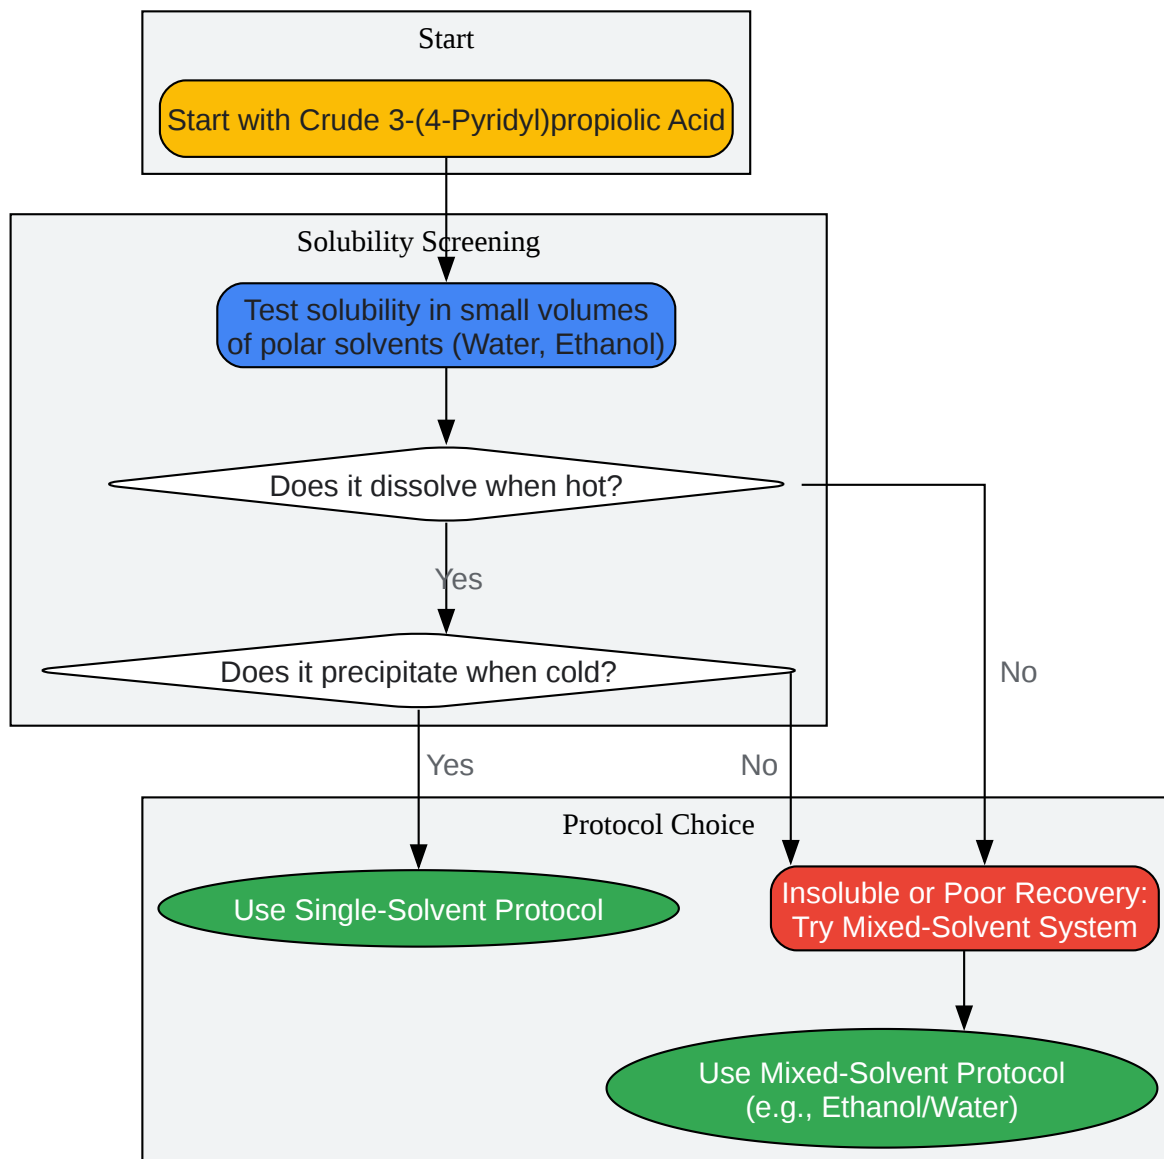 Start
Start with Crude 3-(4-Pyridyl)propiolic Acid
Solubility Screening
Test solubility in small volumes
of polar solvents (Water, Ethanol)
Does it dissolve when hot?
Yes
Does it precipitate when cold?
No
Yes
No
Protocol Choice
Use Single-Solvent Protocol
Insoluble or Poor Recovery:
Try Mixed-Solvent System
Use Mixed-Solvent Protocol
(e.g., Ethanol/Water)